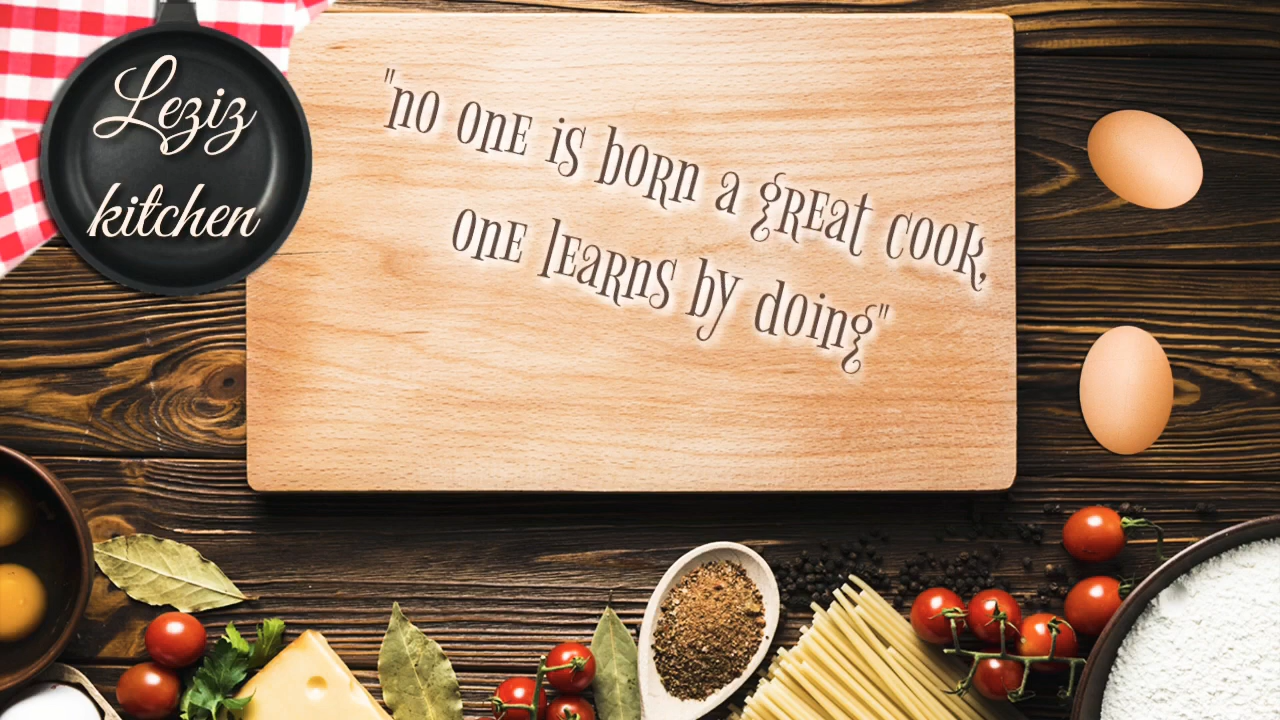 Leziz
kitchen
"no one is born a great cook,
one learns by doing"